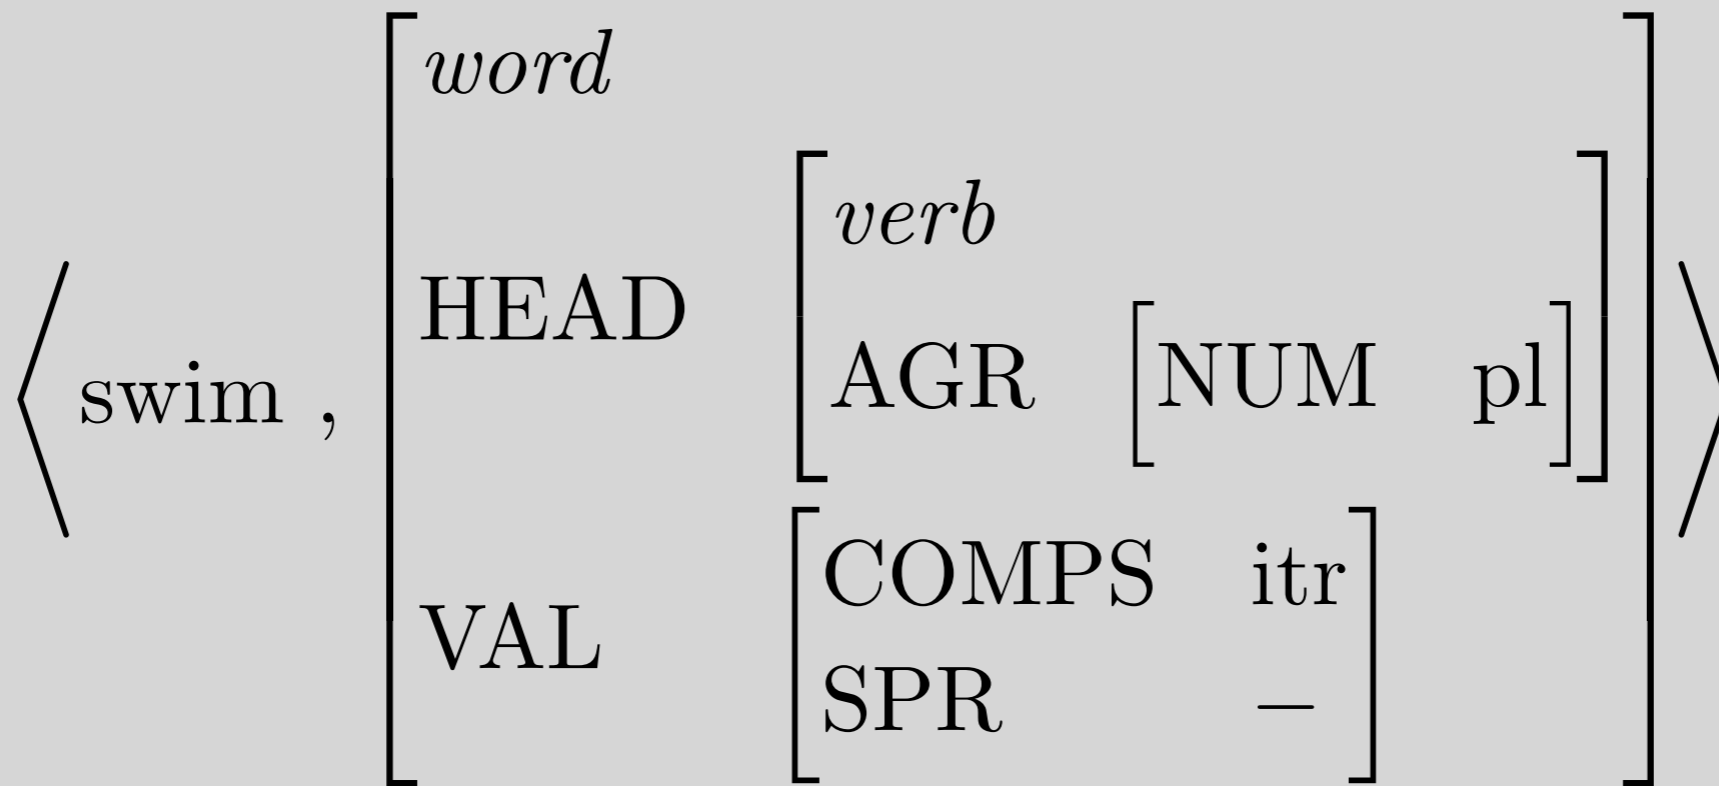 word
verb
HEAD
AGR [NUM pl]
⟨swim ,
COMPS itr
VAL
SPR −